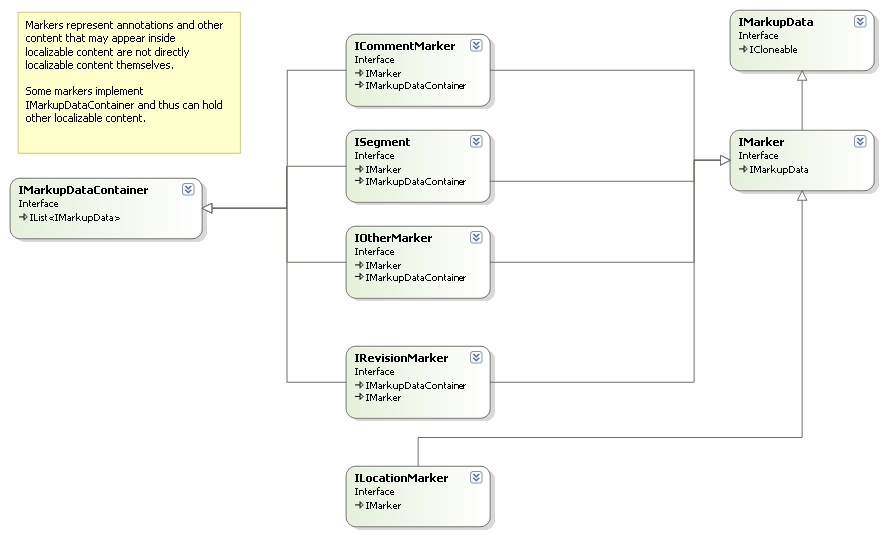 Markers represent annotations and other
content that may appear inside
localizable content are not directly
localizable content themselves.
Some markers implement
IMarkupDataContainer and thus can hold
other localizable content.
IMarkupDataContainer
Interface
IList<IMarkupData>
ICommentMarker
Interface
IMarker
IMarkupDataContainer
ISegment
Interface
IMarker
IMarkupDataContainer
IOtherMarker
Interface
IMarker
IMarkupDataContainer
IRevisionMarker
Interface
IMarkupDataContainer
IMarker
ILocationMarker
Interface
IMarker
IMarkupData
Interface
ICloneable
IMarker
Interface
IMarkupData